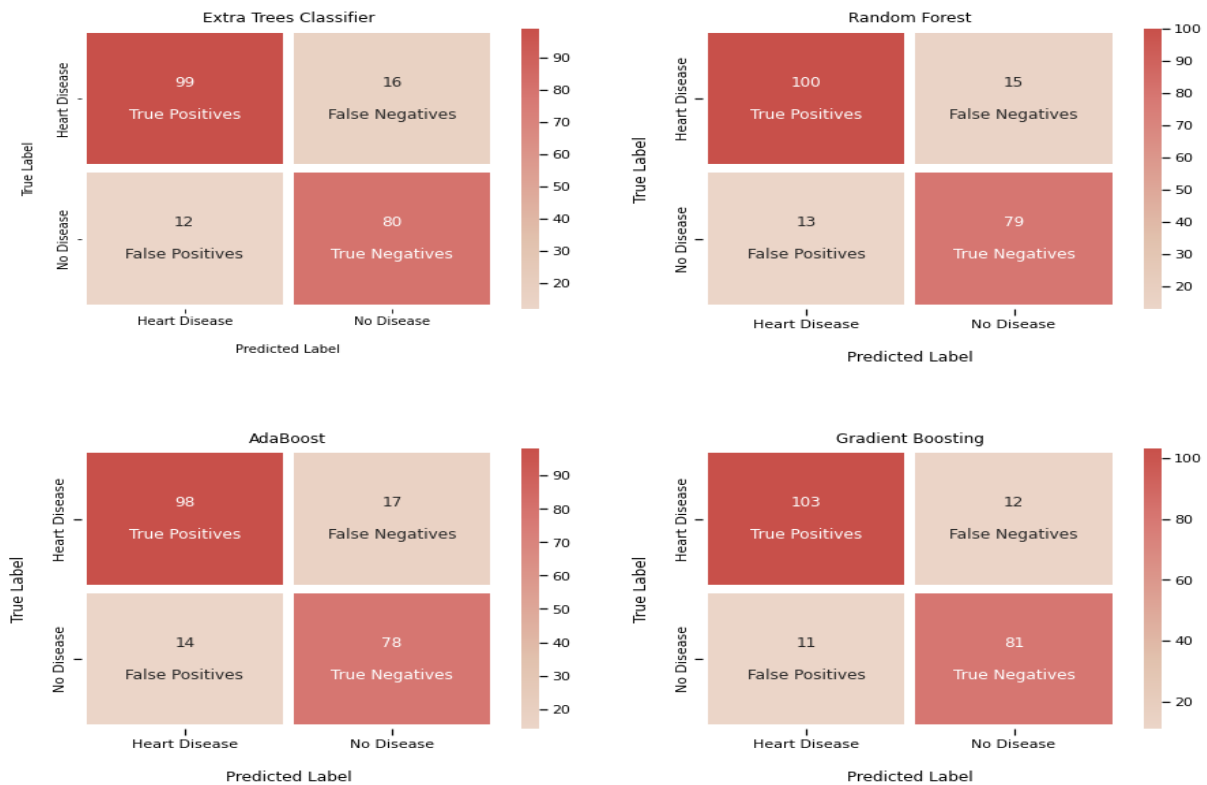 Extra Trees Classifier
True Label
Heart Disease
No Disease
99
True Positives
16
False Negatives
12
False Positives
80
True Negatives
Heart Disease
No Disease
Predicted Label
90
80
70
60
50
40
30
20
Random Forest
True Label
Heart Disease
No Disease
100
True Positives
15
False Negatives
13
False Positives
79
True Negatives
Heart Disease
No Disease
Predicted Label
100
90
80
70
60
50
40
30
20
AdaBoost
True Label
Heart Disease
No Disease
98
True Positives
17
False Negatives
14
False Positives
78
True Negatives
Heart Disease
No Disease
Predicted Label
90
80
70
60
50
40
30
20
Gradient Boosting
True Label
Heart Disease
No Disease
103
True Positives
12
False Negatives
11
False Positives
81
True Negatives
Heart Disease
No Disease
Predicted Label
100
80
60
40
20